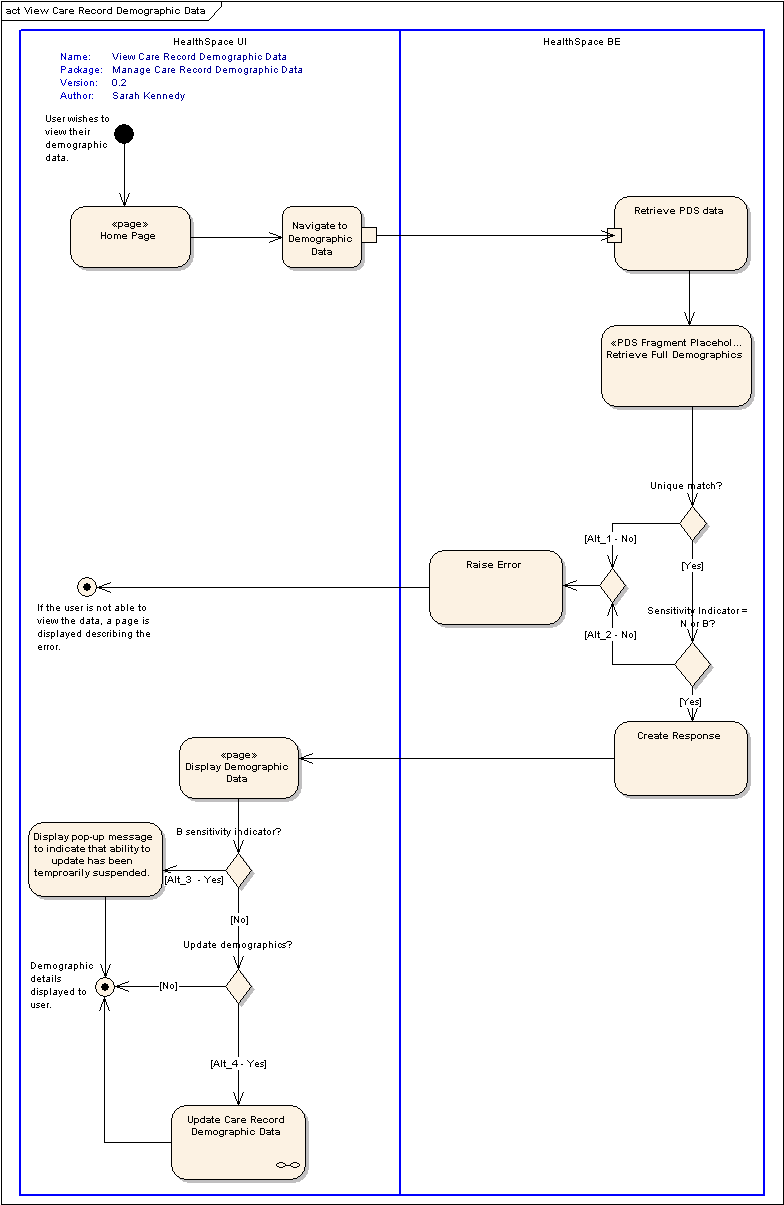 act View Care Record Demographic Data
HealthSpace UI
HealthSpace BE
Name: View Care Record Demographic Data
Package: Manage Care Record Demographic Data
Version: 0.2
Author: Sarah Kennedy
User wishes to
view their
demographic
data.
«page»
Home Page
Navigate to
Demographic
Data
Retrieve PDS data
«PDS Fragment Placehol...
Retrieve Full Demographics
Unique match?
[Alt_1 - No]
[Yes]
Raise Error
If the user is not able to
view the data, a page is
displayed describing the
error.
Sensitivity Indicator =
N or B?
[Alt_2 - No]
[Yes]
Create Response
«page»
Display Demographic
Data
B sensitivity indicator?
Display pop-up message
to indicate that ability to
update has been
temproarily suspended.
[Alt_3 - Yes]
[No]
Update demographics?
Demographic
details
displayed to
user.
[No]
[Alt_4 - Yes]
Update Care Record
Demographic Data